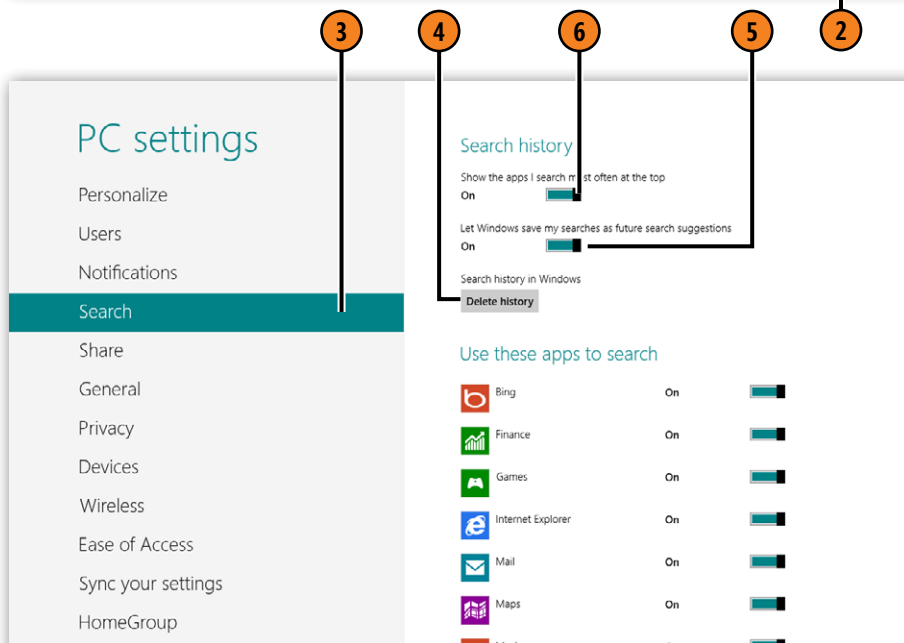 3
4
6
5
2
PC settings
Personalize
Users
Notifications
Search
Share
General
Privacy
Devices
Wireless
Ease of Access
Sync your settings
HomeGroup
Search history
Show the apps I search most often at the top
On
Let Windows save my searches as future search suggestions
On
Search history in Windows
Delete history
Use these apps to search
Bing On
Finance On
Games On
Internet Explorer On
Mail On
Maps On